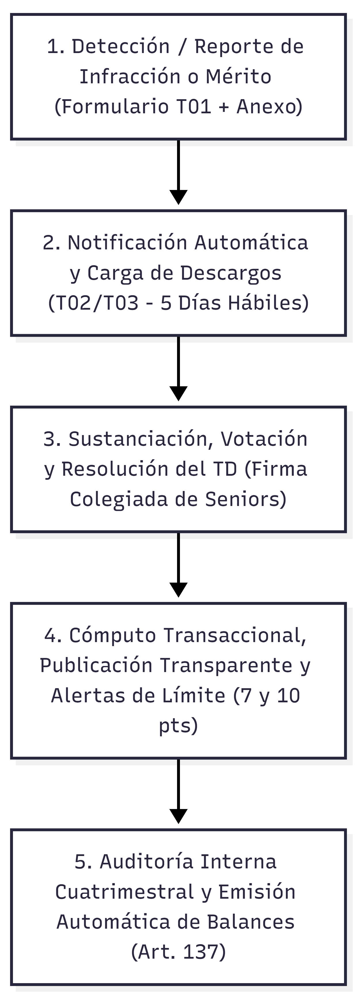 1. Detección / Reporte de
Infracción o Mérito
(Formulario T01 + Anexo)
2. Notificación Automática
y Carga de Descargos
(T02/T03 - 5 Días Hábiles)
3. Sustanciación, Votación
y Resolución del TD (Firma
Colegiada de Seniors)
4. Cómputo Transaccional,
Publicación Transparente y
Alertas de Límite (7 y 10
pts)
5. Auditoría Interna
Cuatrimestral y Emisión
Automática de Balances
(Art. 137)